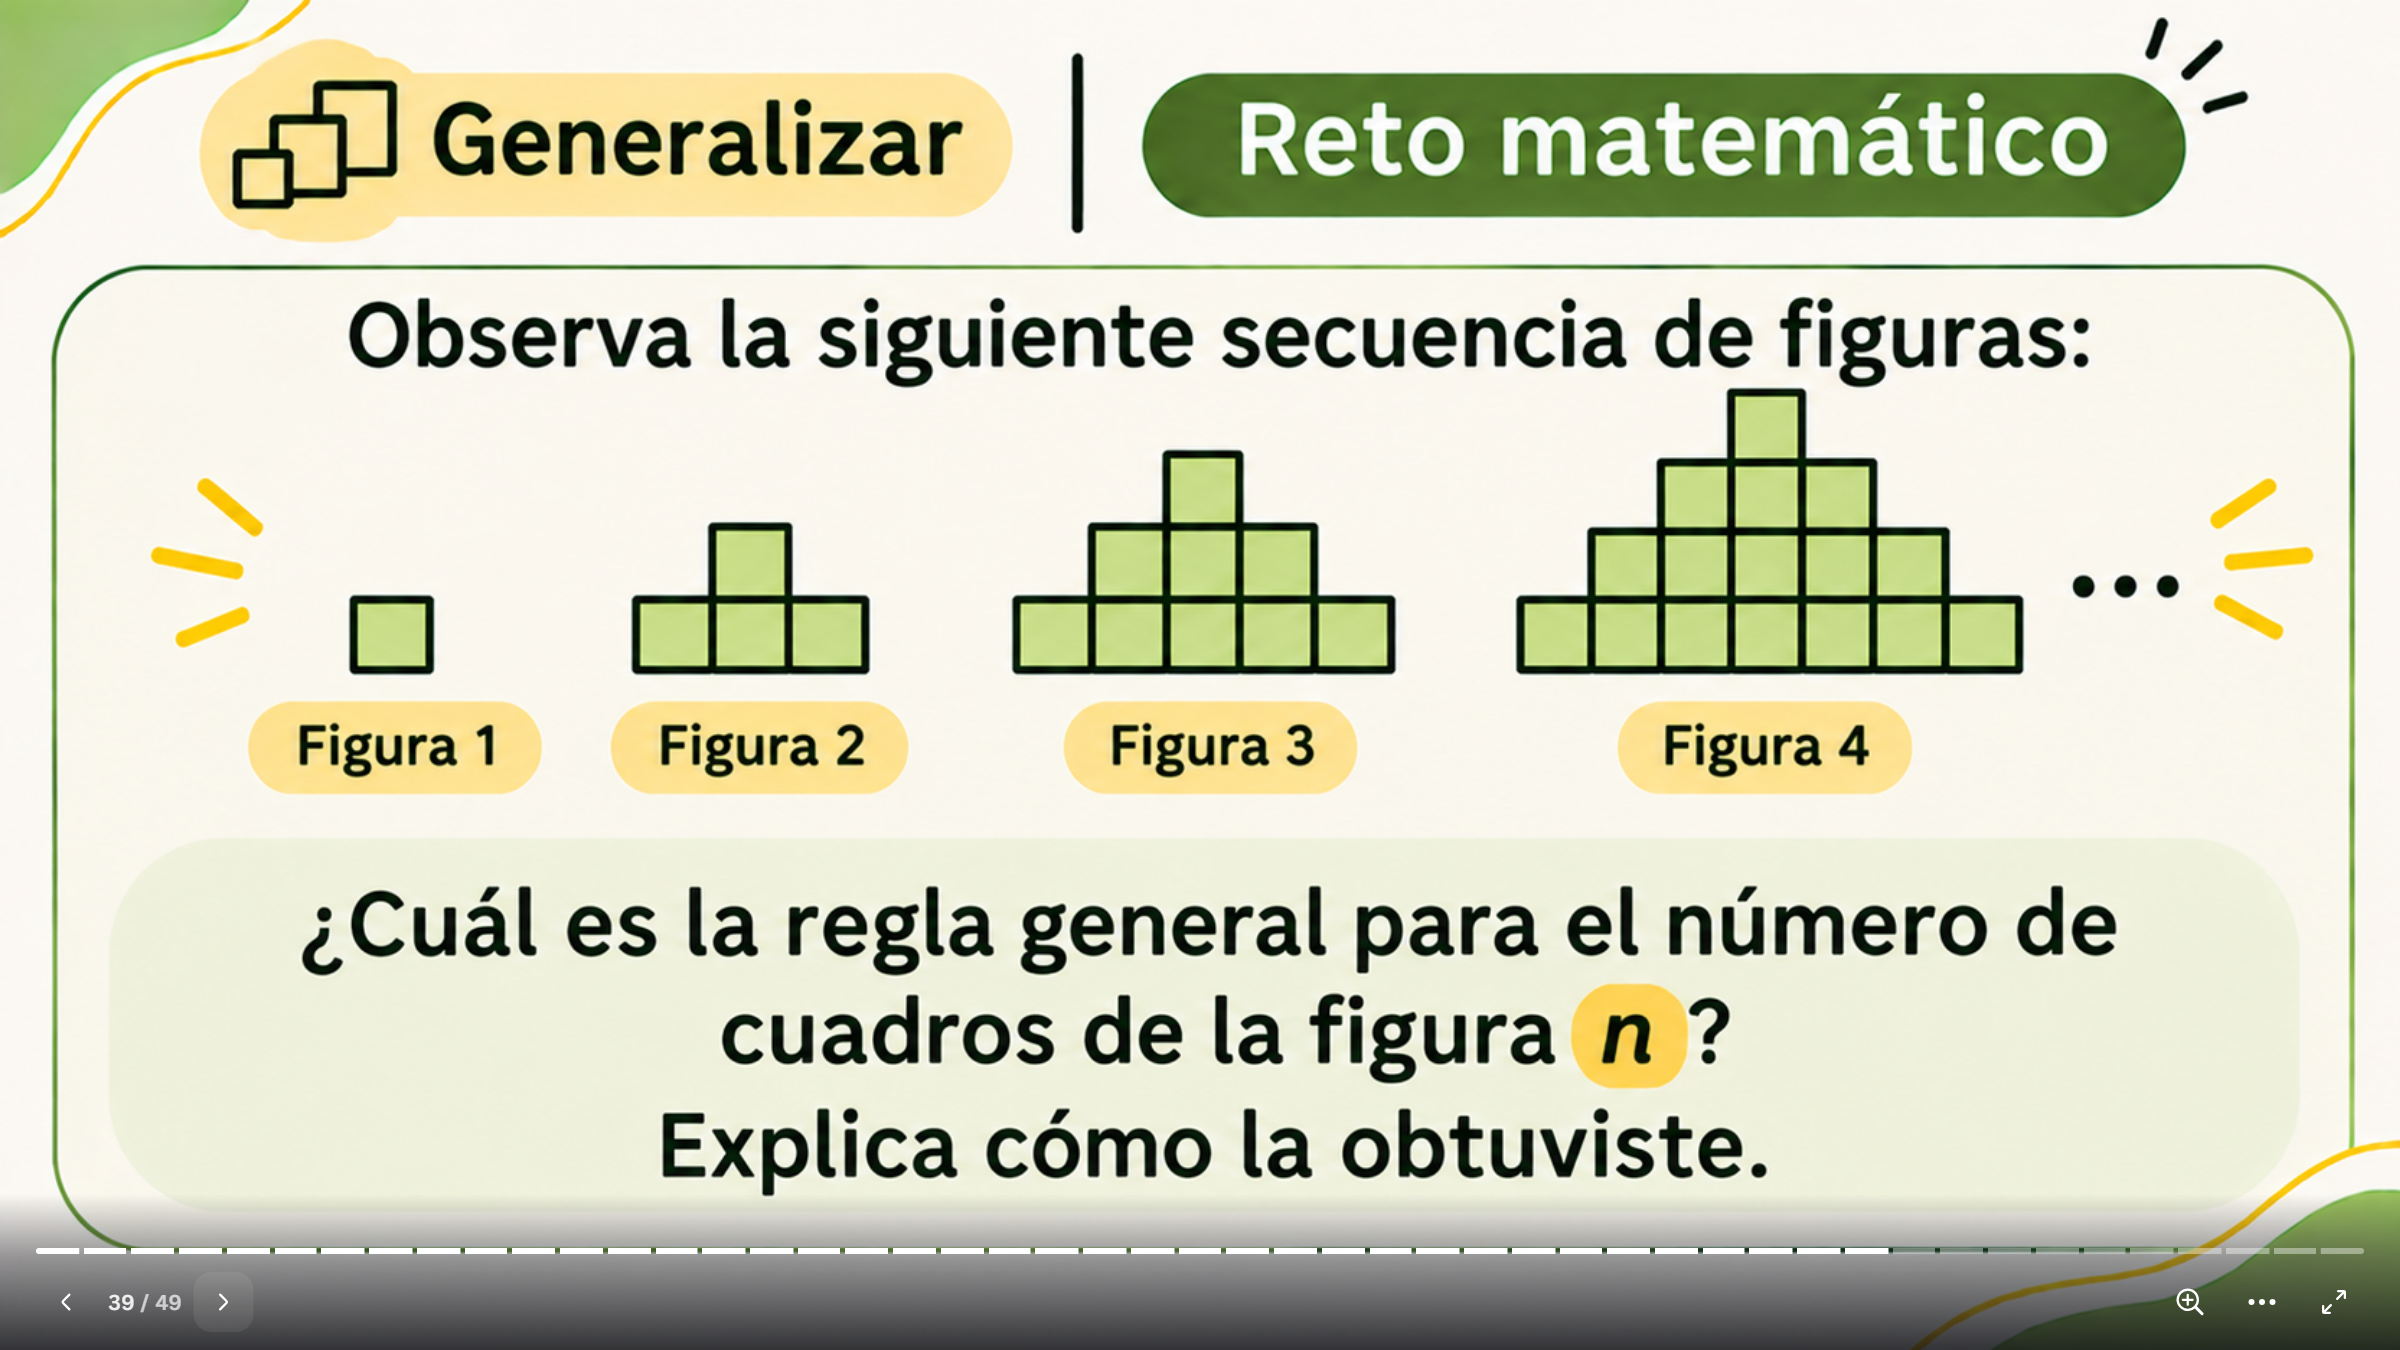 Generalizar
Reto matemático
Observa la siguiente secuencia de figuras:
Figura 1
Figura 2
Figura 3
Figura 4
¿Cuál es la regla general para el número de
cuadros de la figura n?
Explica cómo la obtuviste.
39 / 49